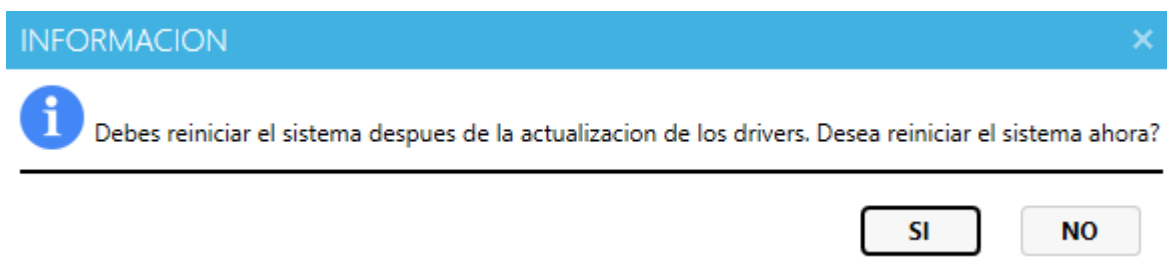 INFORMACION
Debes reiniciar el sistema despues de la actualizacion de los drivers. Desea reiniciar el sistema ahora?
SI
NO